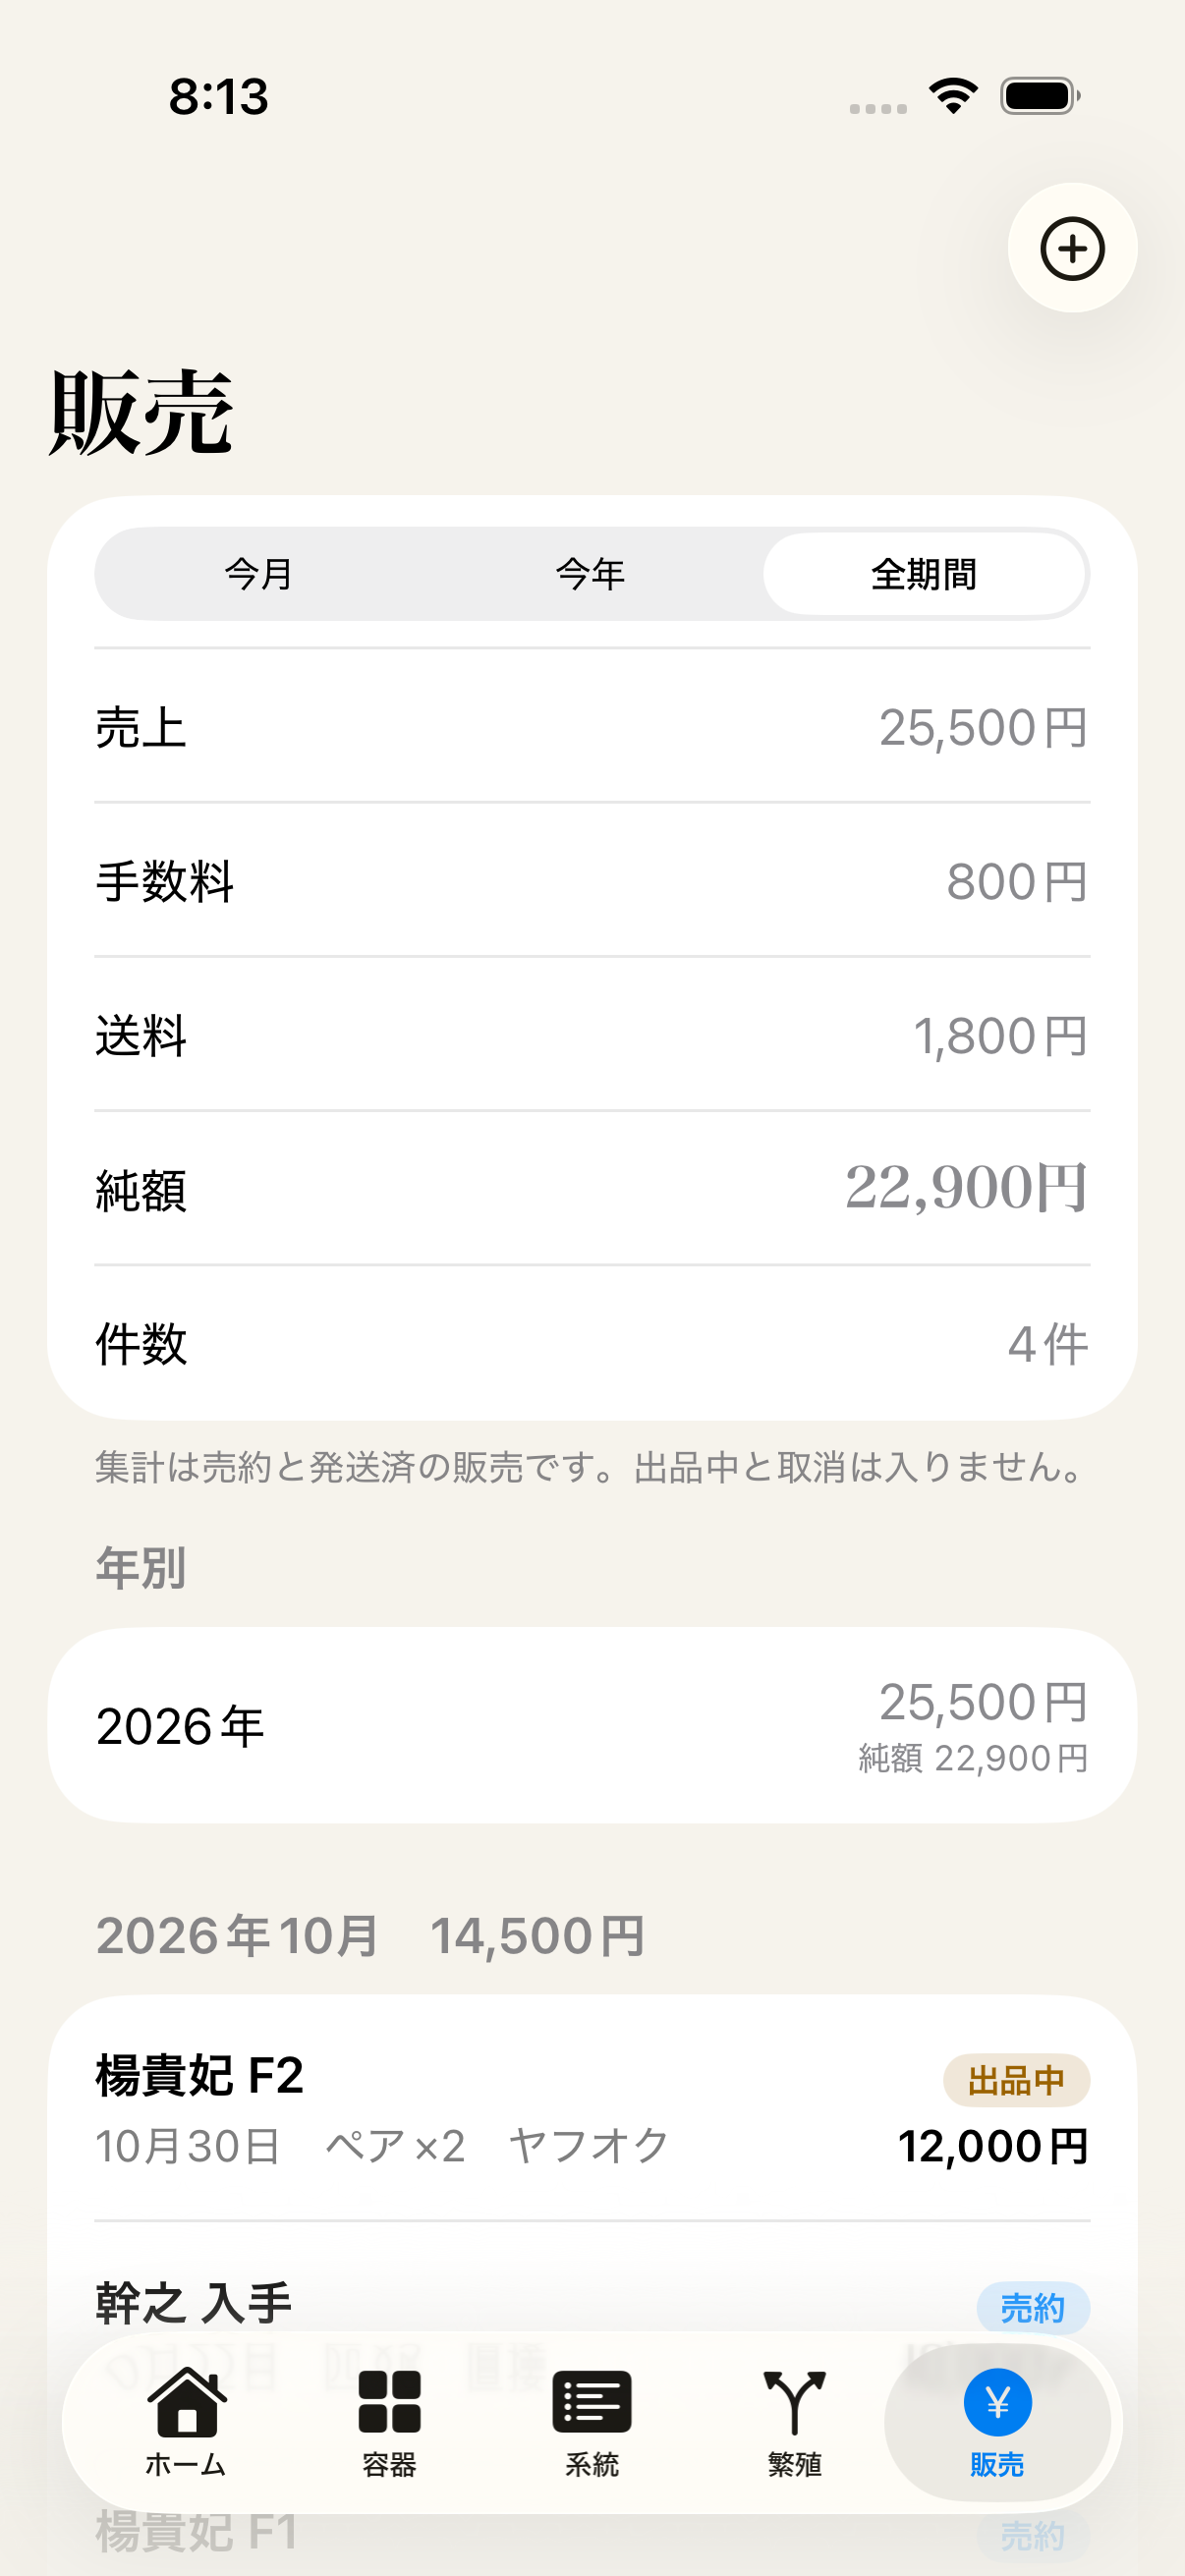 8:13
販売
今月 今年 全期間
売上 25,500円
手数料 800円
送料 1,800円
純額 22,900円
件数 4件
集計は売約と発送済の販売です。出品中と取消は入りません。
年別
2026年 25,500円
純額 22,900円
2026年10月 14,500円
楊貴妃 F2 出品中
10月30日 ペア×2 ヤフオク 12,000円
幹之 入手 売約
ホーム 容器 系統 繁殖 販売
楊貴妃 F1 売約